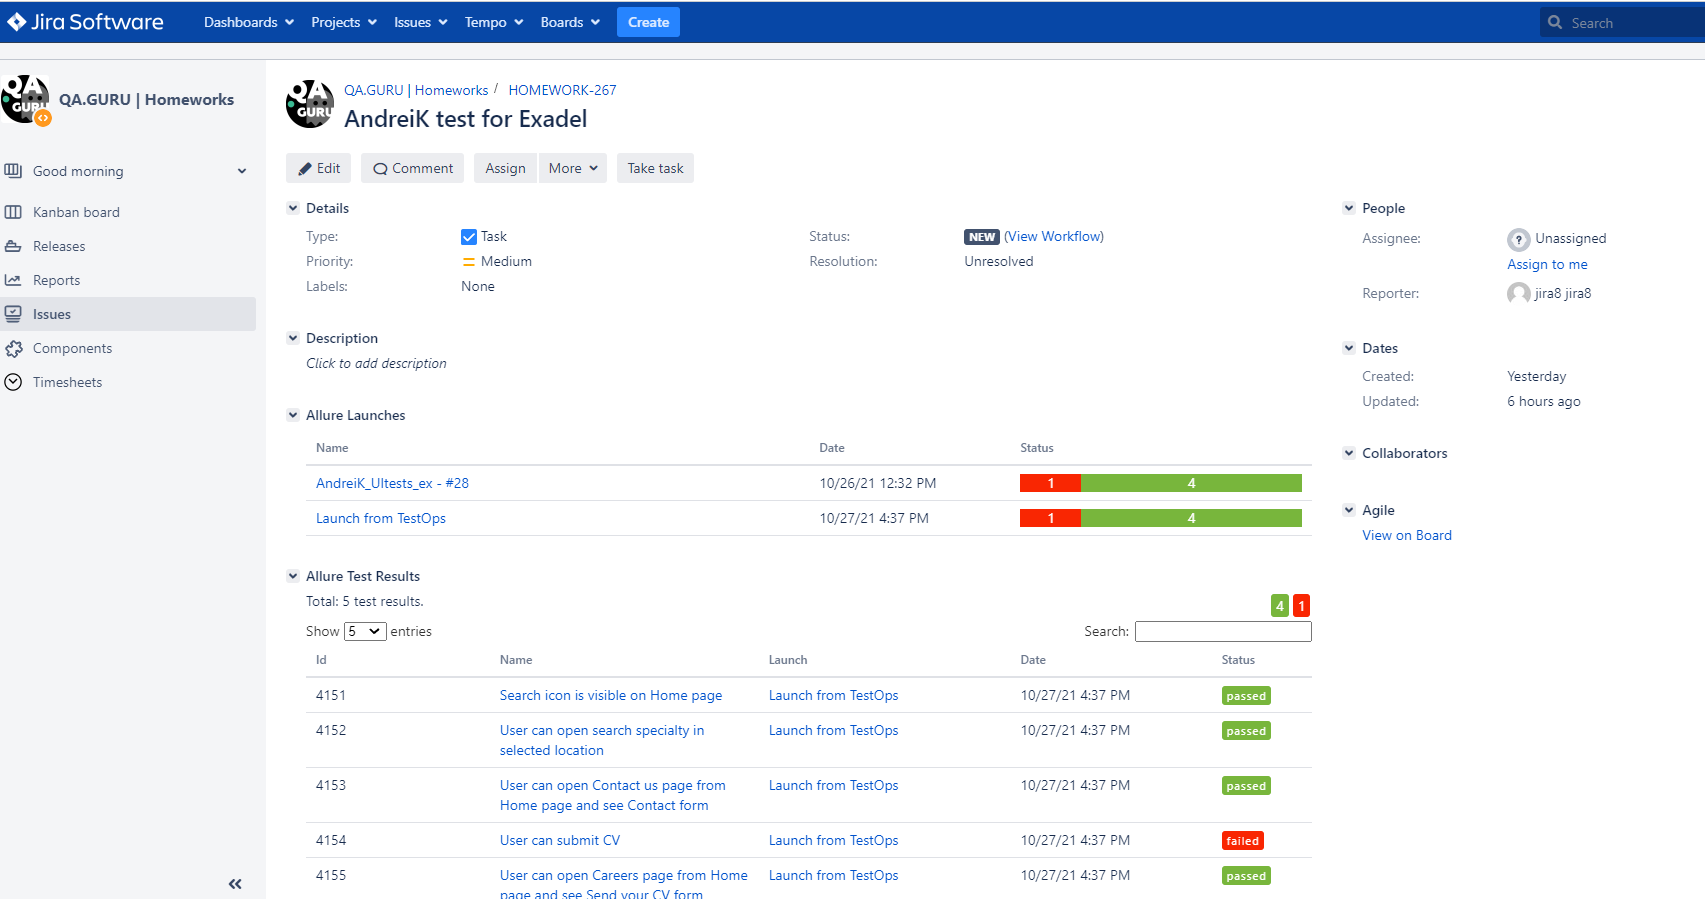 Jira Software
Dashboards
Projects
Issues
Tempo
Boards
Create
Search
QA
GURU
QA.GURU | Homeworks
Good morning
Kanban board
Releases
Reports
Issues
Components
Timesheets
QA
GURU
QA.GURU | Homeworks / HOMEWORK-267
AndreiK test for Exadel
Edit
Comment
Assign
More
Take task
Details
Type: Task
Status: NEW (View Workflow)
Priority: Medium
Resolution: Unresolved
Labels: None
Description
Click to add description
Allure Launches
Name Date Status
AndreiK_UItests_ex - #28 10/26/21 12:32 PM 1 4
Launch from TestOps 10/27/21 4:37 PM 1 4
Allure Test Results
Total: 5 test results.
4 1
Show 5 entries
Search:
Id Name Launch Date Status
4151 Search icon is visible on Home page Launch from TestOps 10/27/21 4:37 PM passed
4152 User can open search specialty in Launch from TestOps 10/27/21 4:37 PM passed
selected location
4153 User can open Contact us page from Launch from TestOps 10/27/21 4:37 PM passed
Home page and see Contact form
4154 User can submit CV Launch from TestOps 10/27/21 4:37 PM failed
4155 User can open Careers page from Home Launch from TestOps 10/27/21 4:37 PM passed
page and see Send your CV form
People
Assignee: ? Unassigned
Assign to me
Reporter: jira8 jira8
Dates
Created: Yesterday
Updated: 6 hours ago
Collaborators
Agile
View on Board